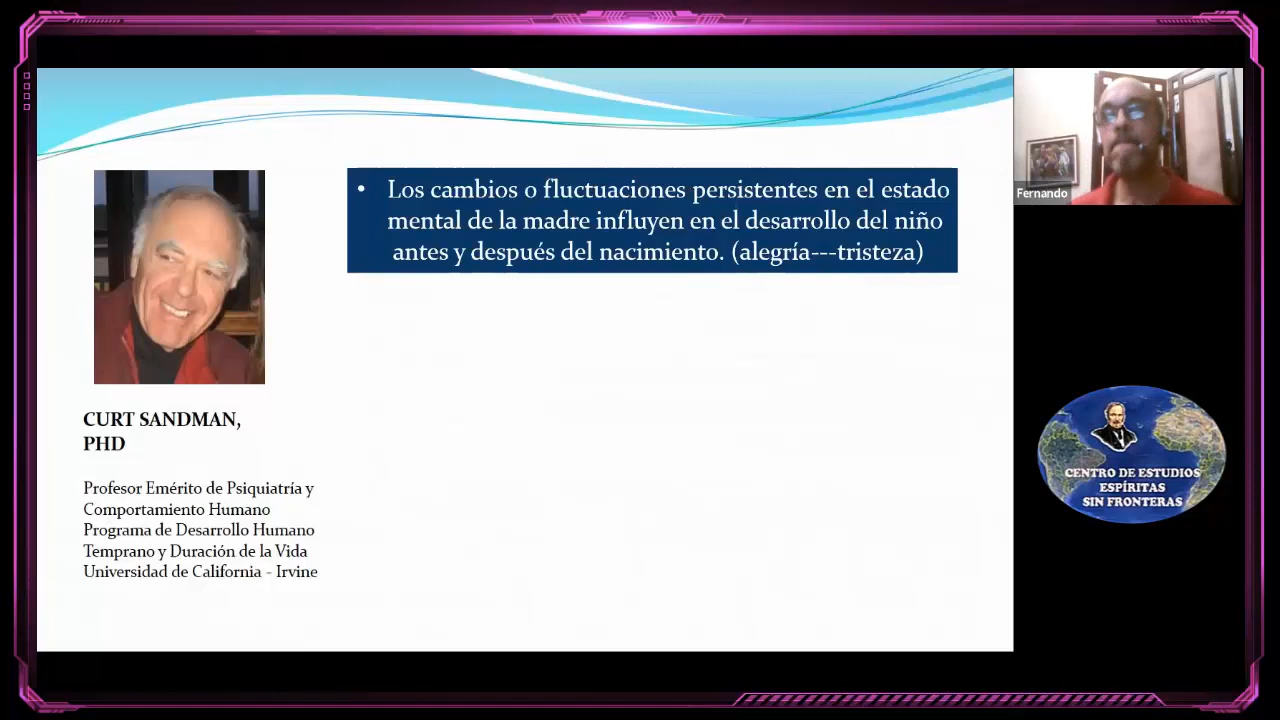 • Los cambios o fluctuaciones persistentes en el estado
mental de la madre influyen en el desarrollo del niño
antes y después del nacimiento. (alegría---tristeza)
Fernando
CURT SANDMAN,
PHD
Profesor Emérito de Psiquiatría y
Comportamiento Humano
Programa de Desarrollo Humano
Temprano y Duración de la Vida
Universidad de California - Irvine
CENTRO DE ESTUDIOS
ESPÍRITAS
SIN FRONTERAS